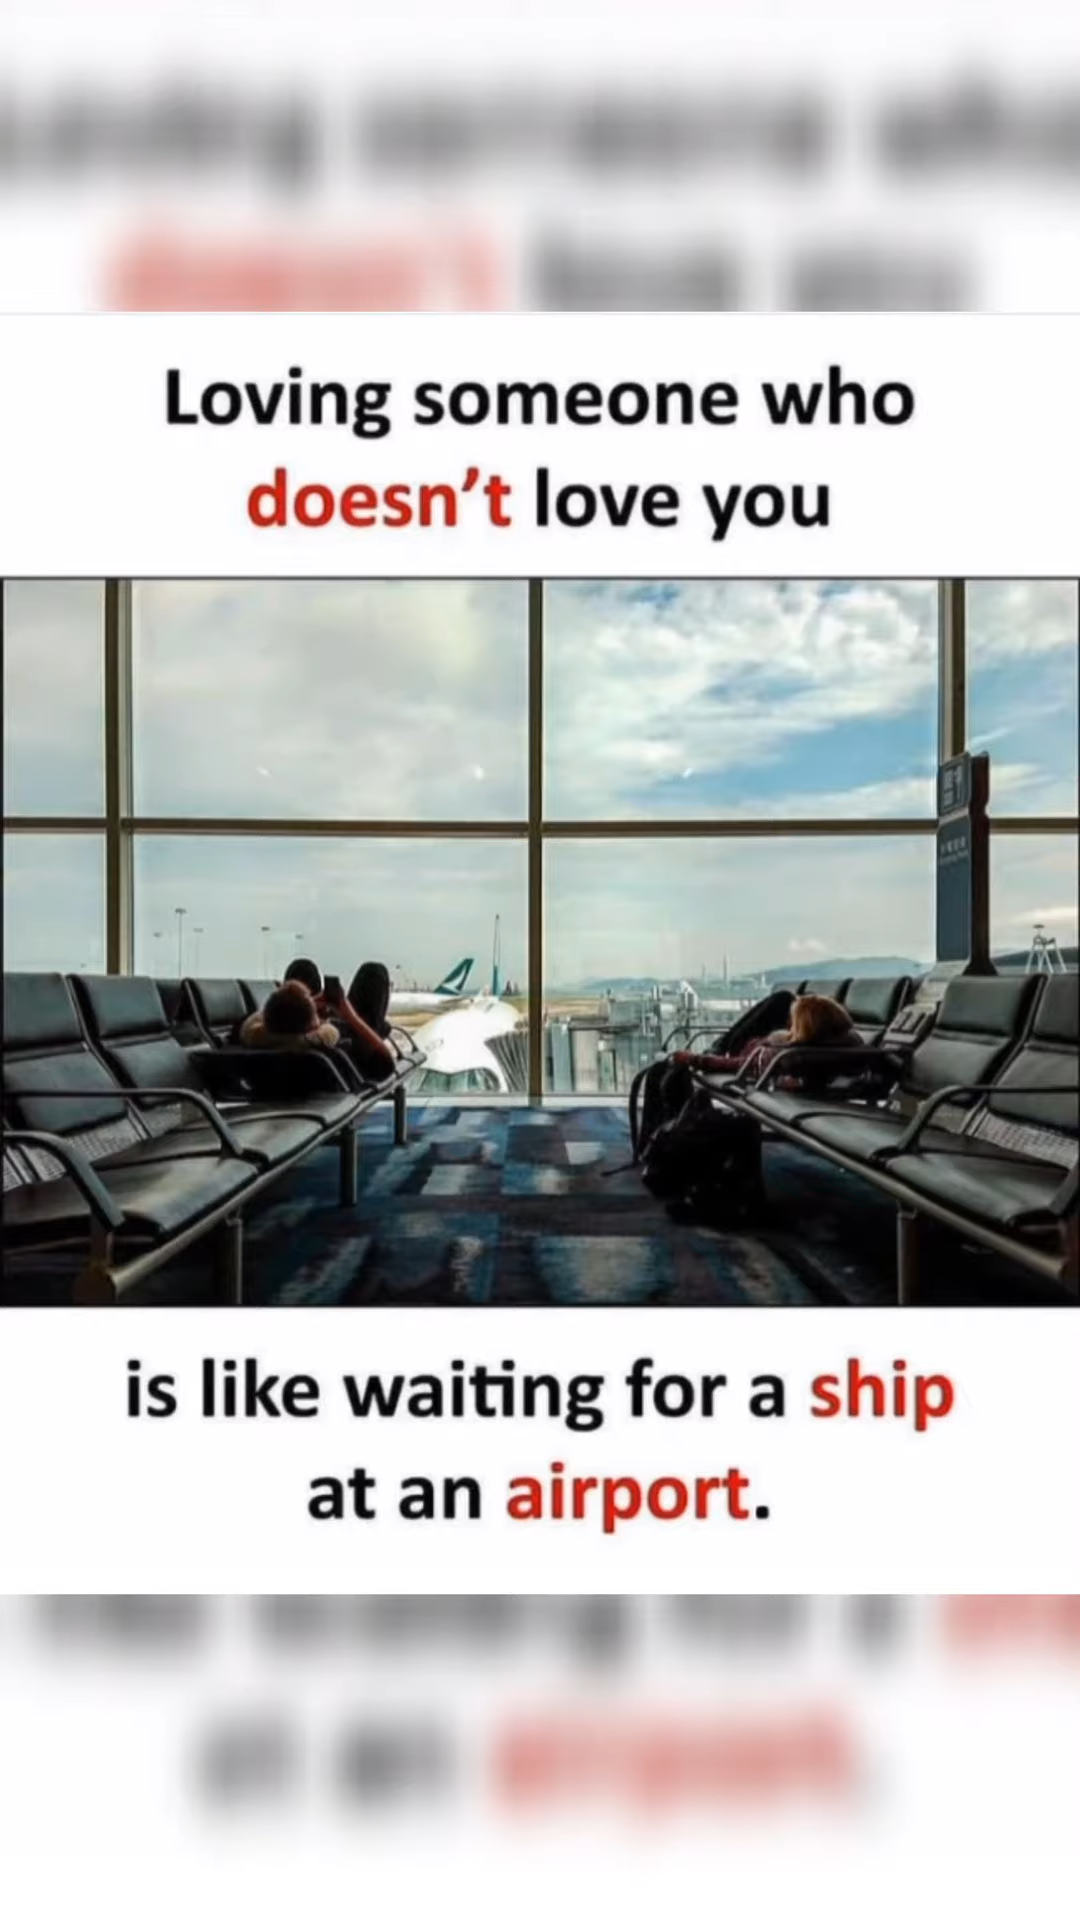 Loving someone who
doesn’t love you
is like waiting for a ship
at an airport.